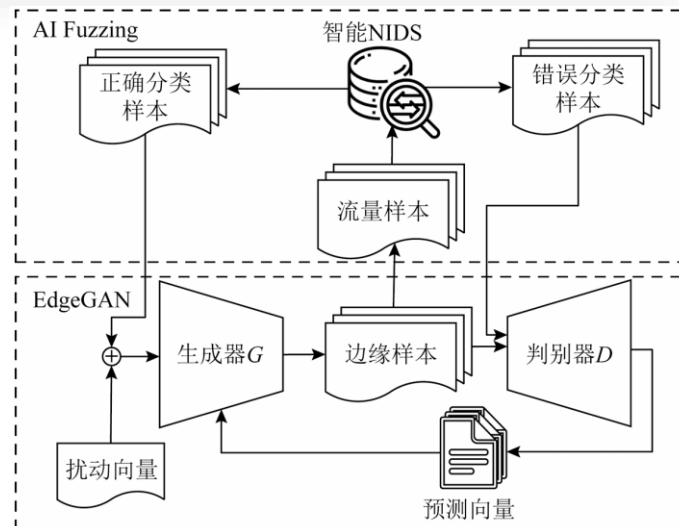 AI Fuzzing
智能NIDS
正确分类
样本
错误分类
样本
流量样本
EdgeGAN
生成器G
边缘样本
判别器D
扰动向量
预测向量